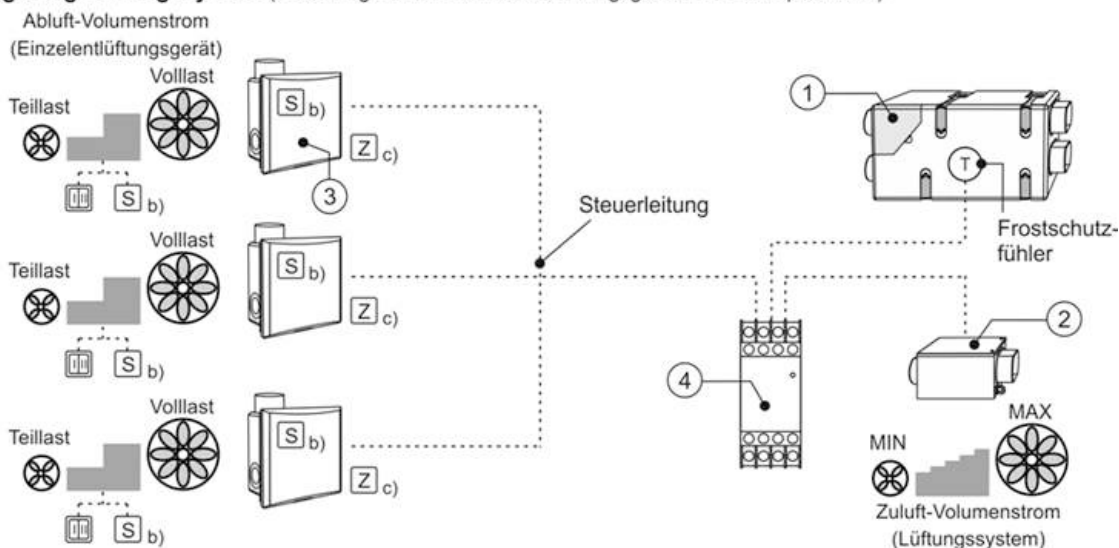 Abluft-Volumenstrom
(Einzelentlüftungsgerät)
Volllast
Teillast
S b)
S b)
Z c)
3
1
T
Steuerleitung
Frostschutz-
fühler
Volllast
Teillast
S b)
S b)
Z c)
2
4
MAX
MIN
Volllast
Teillast
S b)
S b)
Z c)
Zuluft-Volumenstrom
(Lüftungssystem)